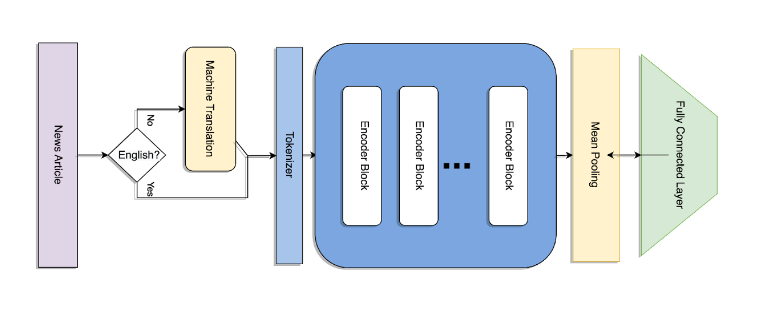 News Article
English?
No
Yes
Machine Translation
Tokenizer
Encoder Block
Encoder Block
Encoder Block
Mean Pooling
Fully Connected Layer